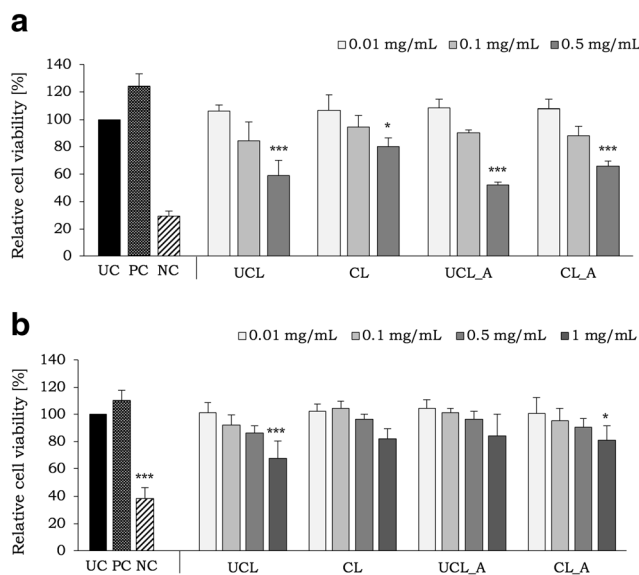 a
0.01 mg/mL 0.1 mg/mL 0.5 mg/mL
Relative cell viability [%]
140
120
100
80
60
40
20
0
*** * *** ***
UC PC NC UCL CL UCL_A CL_A
b
0.01 mg/mL 0.1 mg/mL 0.5 mg/mL 1 mg/mL
Relative cell viability [%]
140
120
100
80
60
40
20
0
*** *** *
UC PC NC UCL CL UCL_A CL_A